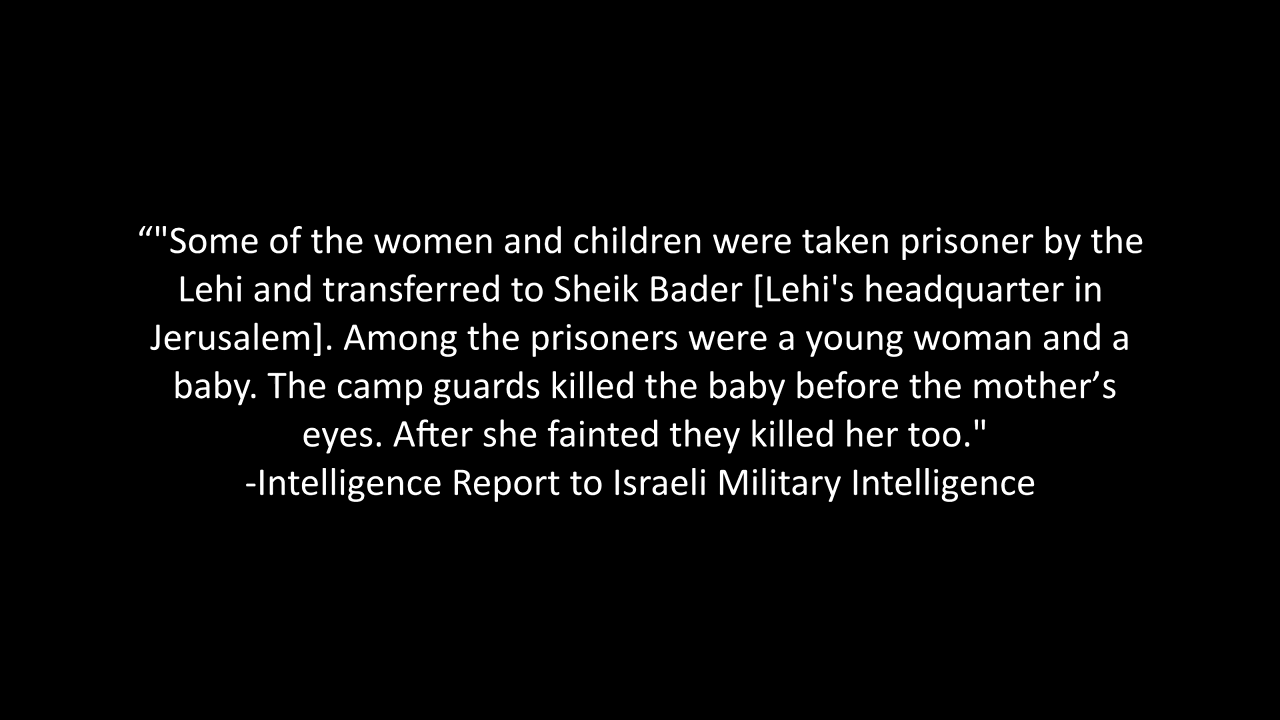 “"Some of the women and children were taken prisoner by the
Lehi and transferred to Sheik Bader [Lehi's headquarter in
Jerusalem]. Among the prisoners were a young woman and a
baby. The camp guards killed the baby before the mother’s
eyes. After she fainted they killed her too."
-Intelligence Report to Israeli Military Intelligence